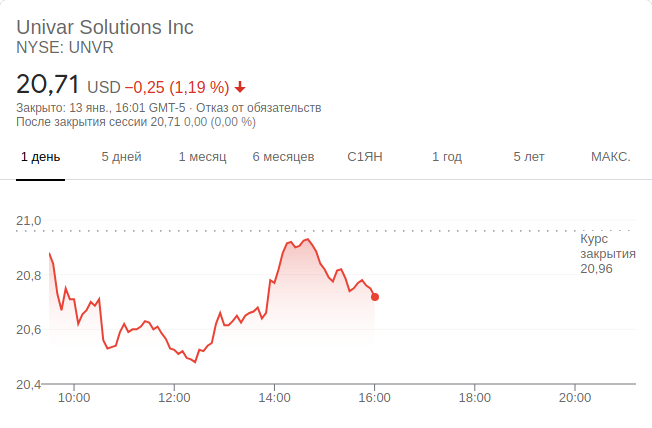 Univar Solutions Inc
NYSE: UNVR
20,71 USD −0,25 (1,19 %)
Закрыто: 13 янв., 16:01 GMT-5 · Отказ от обязательств
После закрытия сессии 20,71 0,00 (0,00 %)
1 день 5 дней 1 месяц 6 месяцев С1ЯН 1 год 5 лет МАКС.
21,0
Курс
закрытия
20,96
20,8
20,6
20,4
10:00 12:00 14:00 16:00 18:00 20:00